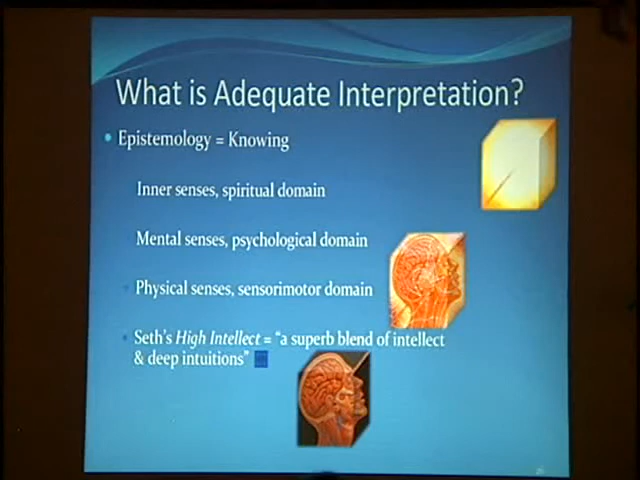 What is Adequate Interpretation?
Epistemology = Knowing
Inner senses, spiritual domain
Mental senses, psychological domain
Physical senses, sensorimotor domain
Seth's High Intellect = "a superb blend of intellect
& deep intuitions"